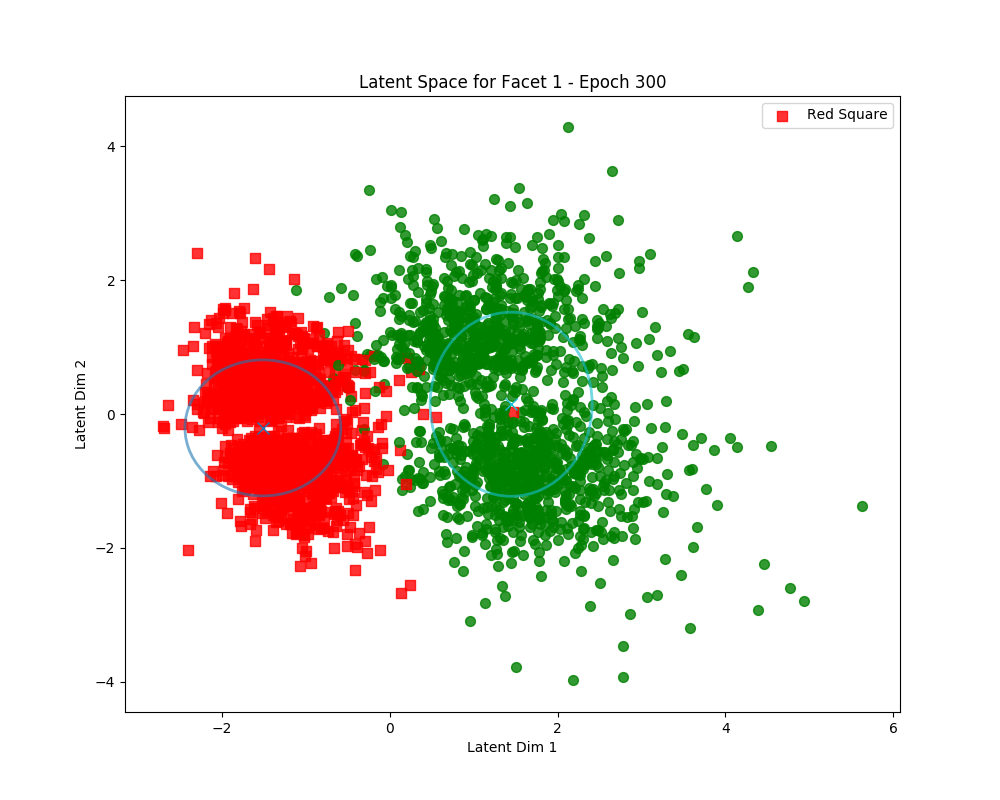 Latent Space for Facet 1 - Epoch 300
Red Square
4
2
0
−2
−4
Latent Dim 2
−2 0 2 4 6
Latent Dim 1